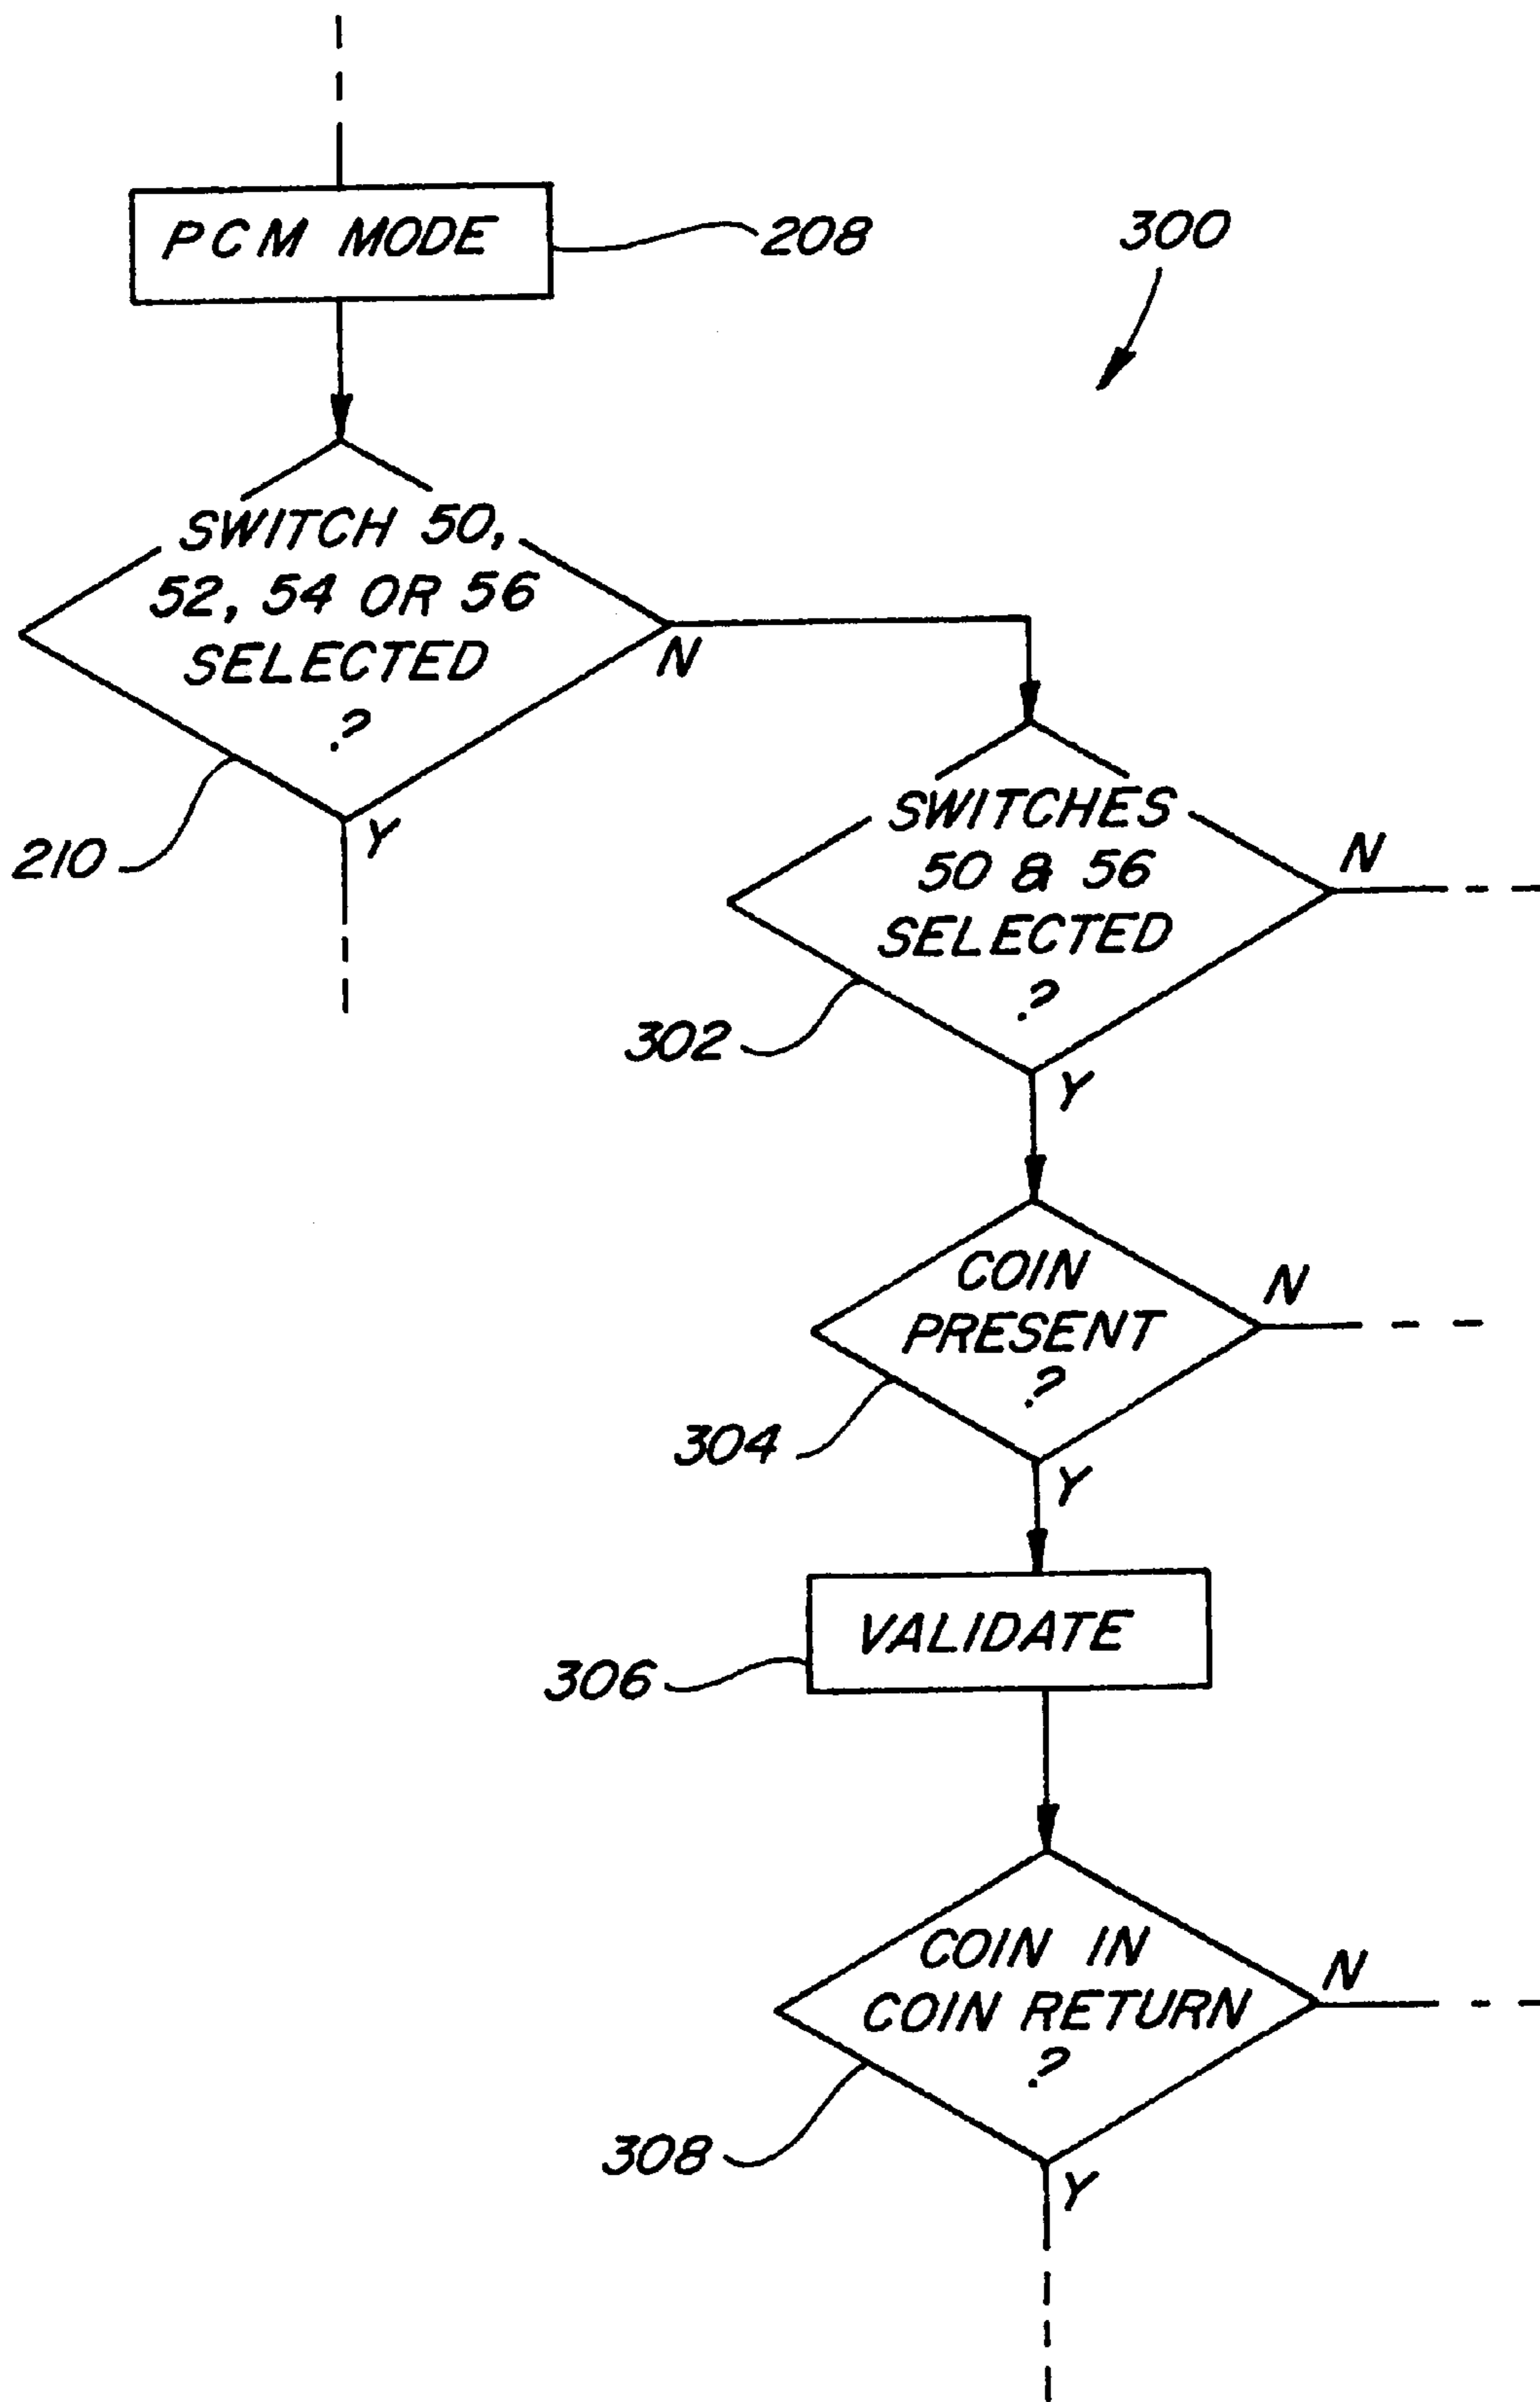 PCM MODE
208
300
SWITCH 50,
52, 54 OR 56
SELECTED
?
N
210
Y
SWITCHES
50 & 56
SELECTED
?
N
302
Y
COIN
PRESENT
?
N
304
Y
VALIDATE
306
COIN IN
COIN RETURN
?
N
308
Y